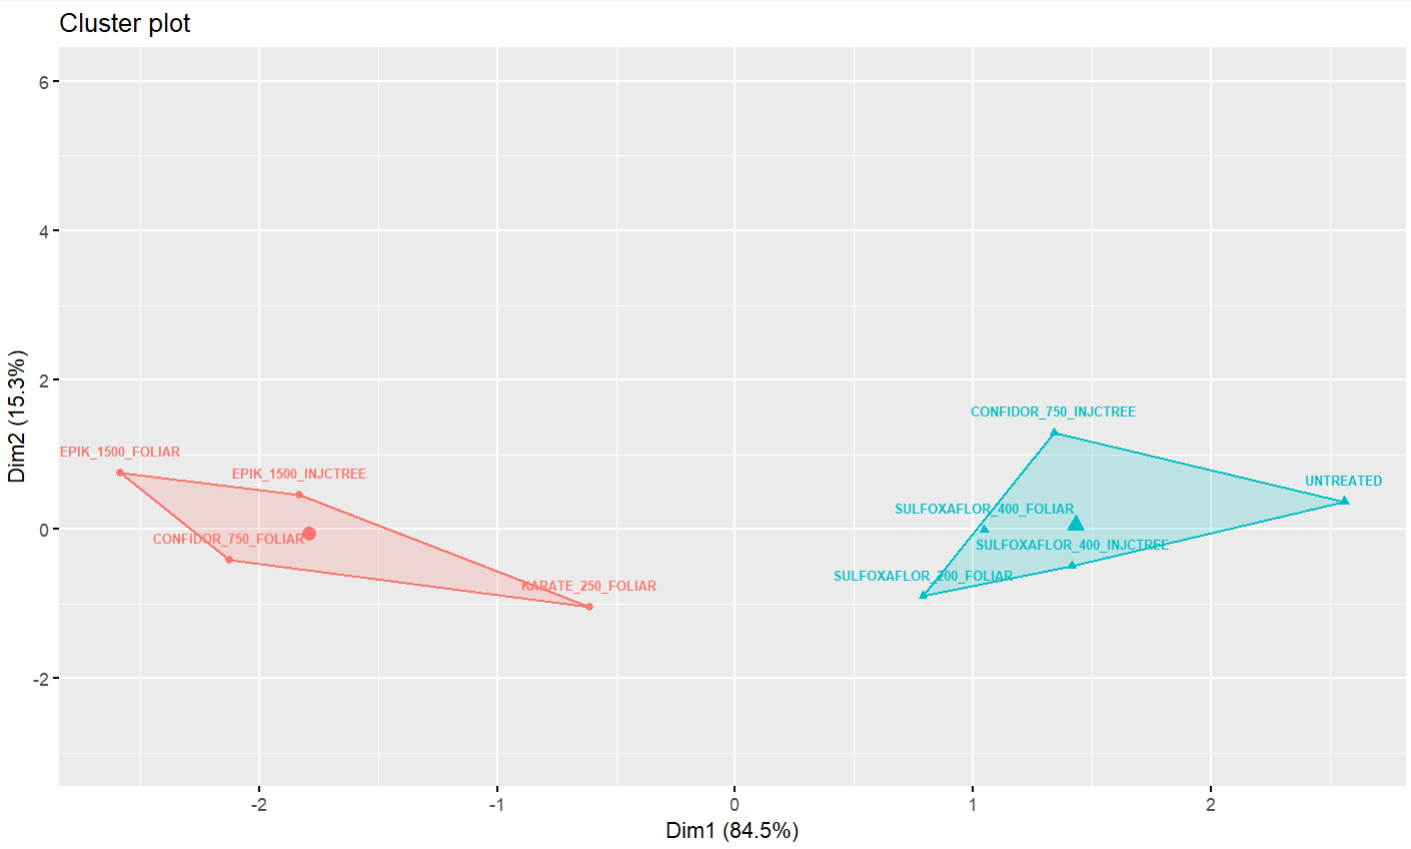 Cluster plot
6
4
2
0
-2
Dim2 (15.3%)
CONFIDOR_750_INJCTREE
EPIK_1500_FOLIAR
EPIK_1500_INJCTREE
UNTREATED
SULFOXAFLOR_400_FOLIAR
CONFIDOR_750_FOLIAR
SULFOXAFLOR_400_INJCTREE
SULFOXAFLOR_200_FOLIAR
KARATE_250_FOLIAR
-2
-1
0
1
2
Dim1 (84.5%)